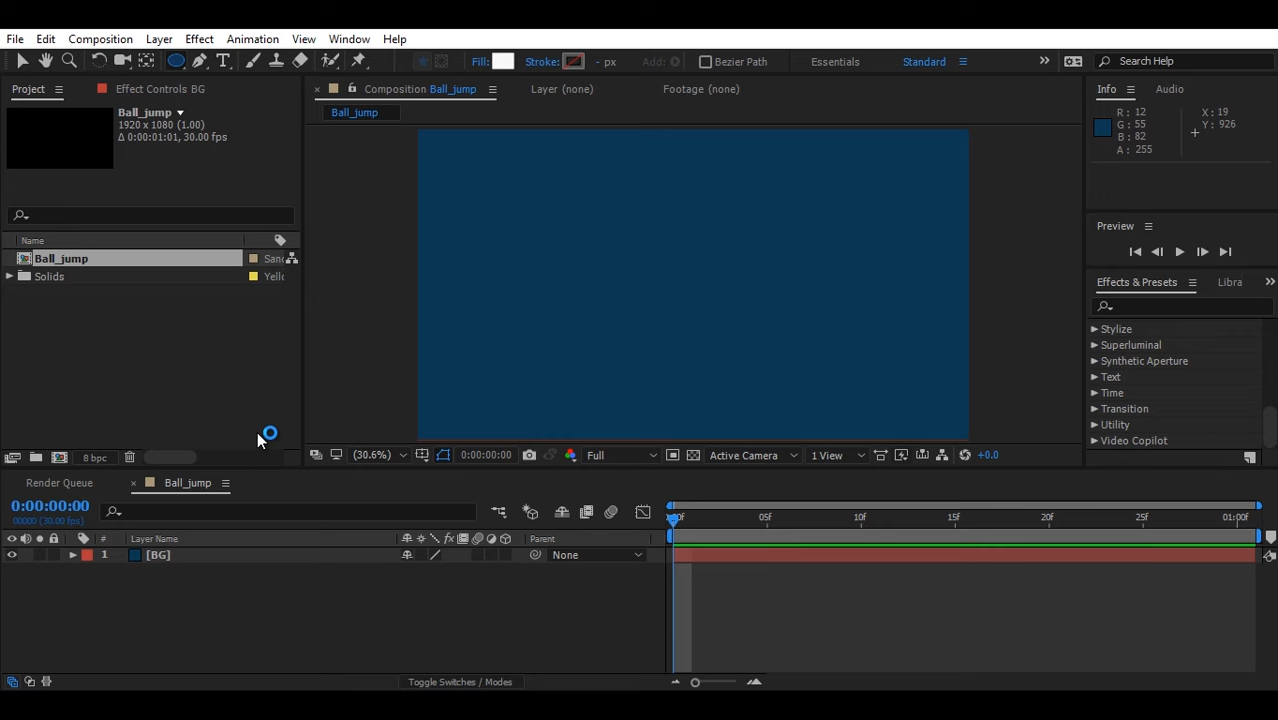 File Edit Composition Layer Effect Animation View Window Help
Fill: Stroke: - px Add: Bezier Path Essentials Standard Search Help
Project Effect Controls BG Composition Ball_jump Layer (none) Footage (none) Info Audio
Ball_jump
1920 x 1080 (1.00)
Δ 0:00:01:01, 30.00 fps
Ball_jump
R: 12 X: 19
G: 55 Y: 926
B: 82
A: 255
Preview
Name
Ball_jump
Solids Yell
Effects & Presets Libra
Stylize
Superluminal
Synthetic Aperture
Text
Time
Transition
Utility
Video Copilot
8 bpc (30.6%) 0:00:00:00 Full Active Camera 1 View +0.0
Render Queue Ball_jump
0:00:00:00
00000 (30.00 fps)
# Layer Name fx Parent
1 [BG] None
:00f 05f 10f 15f 20f 25f 01:00f
Toggle Switches / Modes